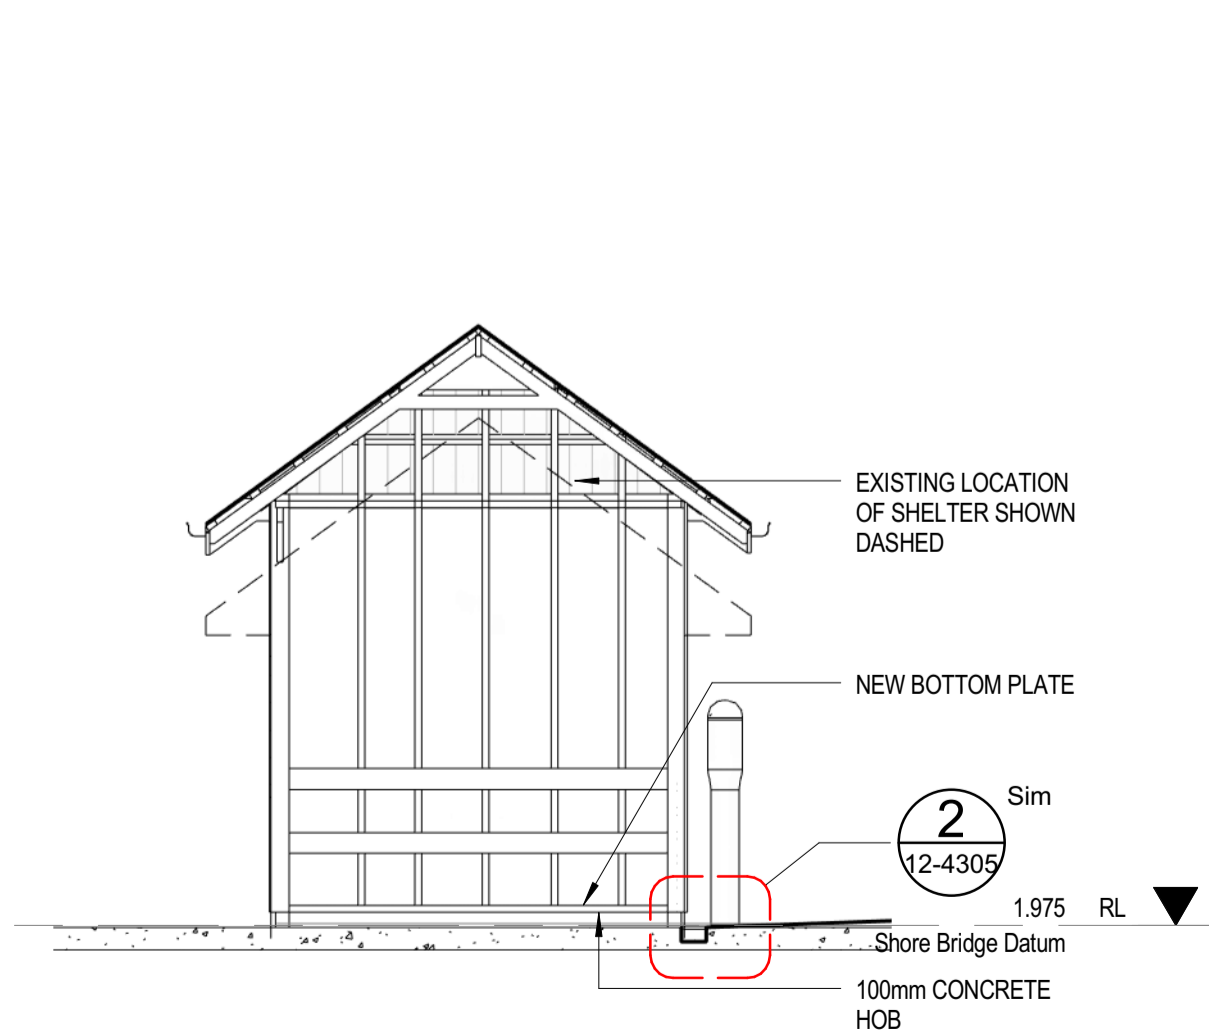 EXISTING LOCATION
OF SHELTER SHOWN
DASHED
NEW BOTTOM PLATE
Sim
2
12-4305
1.975 RL
Shore Bridge Datum
100mm CONCRETE
HOB